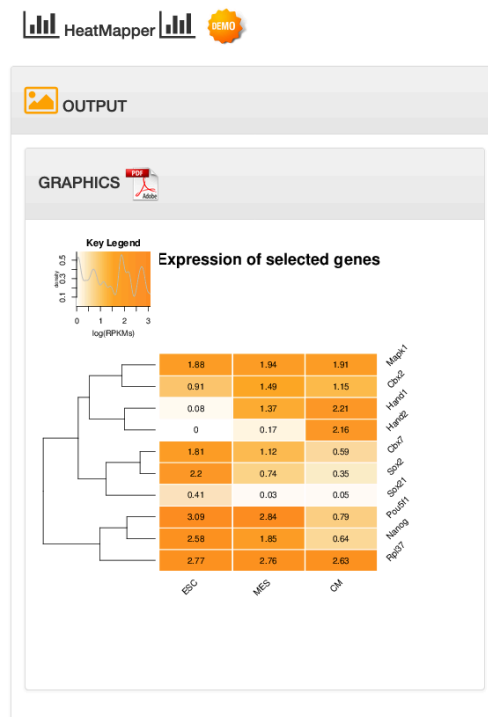 HeatMapper DEMO
OUTPUT
GRAPHICS PDF Adobe
Key Legend
Expression of selected genes
density
0.1 0.3 0.5
0 1 2 3
log(RPKMs)
1.88 1.94 1.91 Mapk1
0.91 1.49 1.15 Cbx2
0.08 1.37 2.21 Hand1
0 0.17 2.16 Hand2
1.81 1.12 0.59 Cbx7
2.2 0.74 0.35 Sox2
0.41 0.03 0.05 Sox21
3.09 2.84 0.79 Pou5f1
2.58 1.85 0.64 Nanog
2.77 2.76 2.63 Rpl37
ESC MES CM